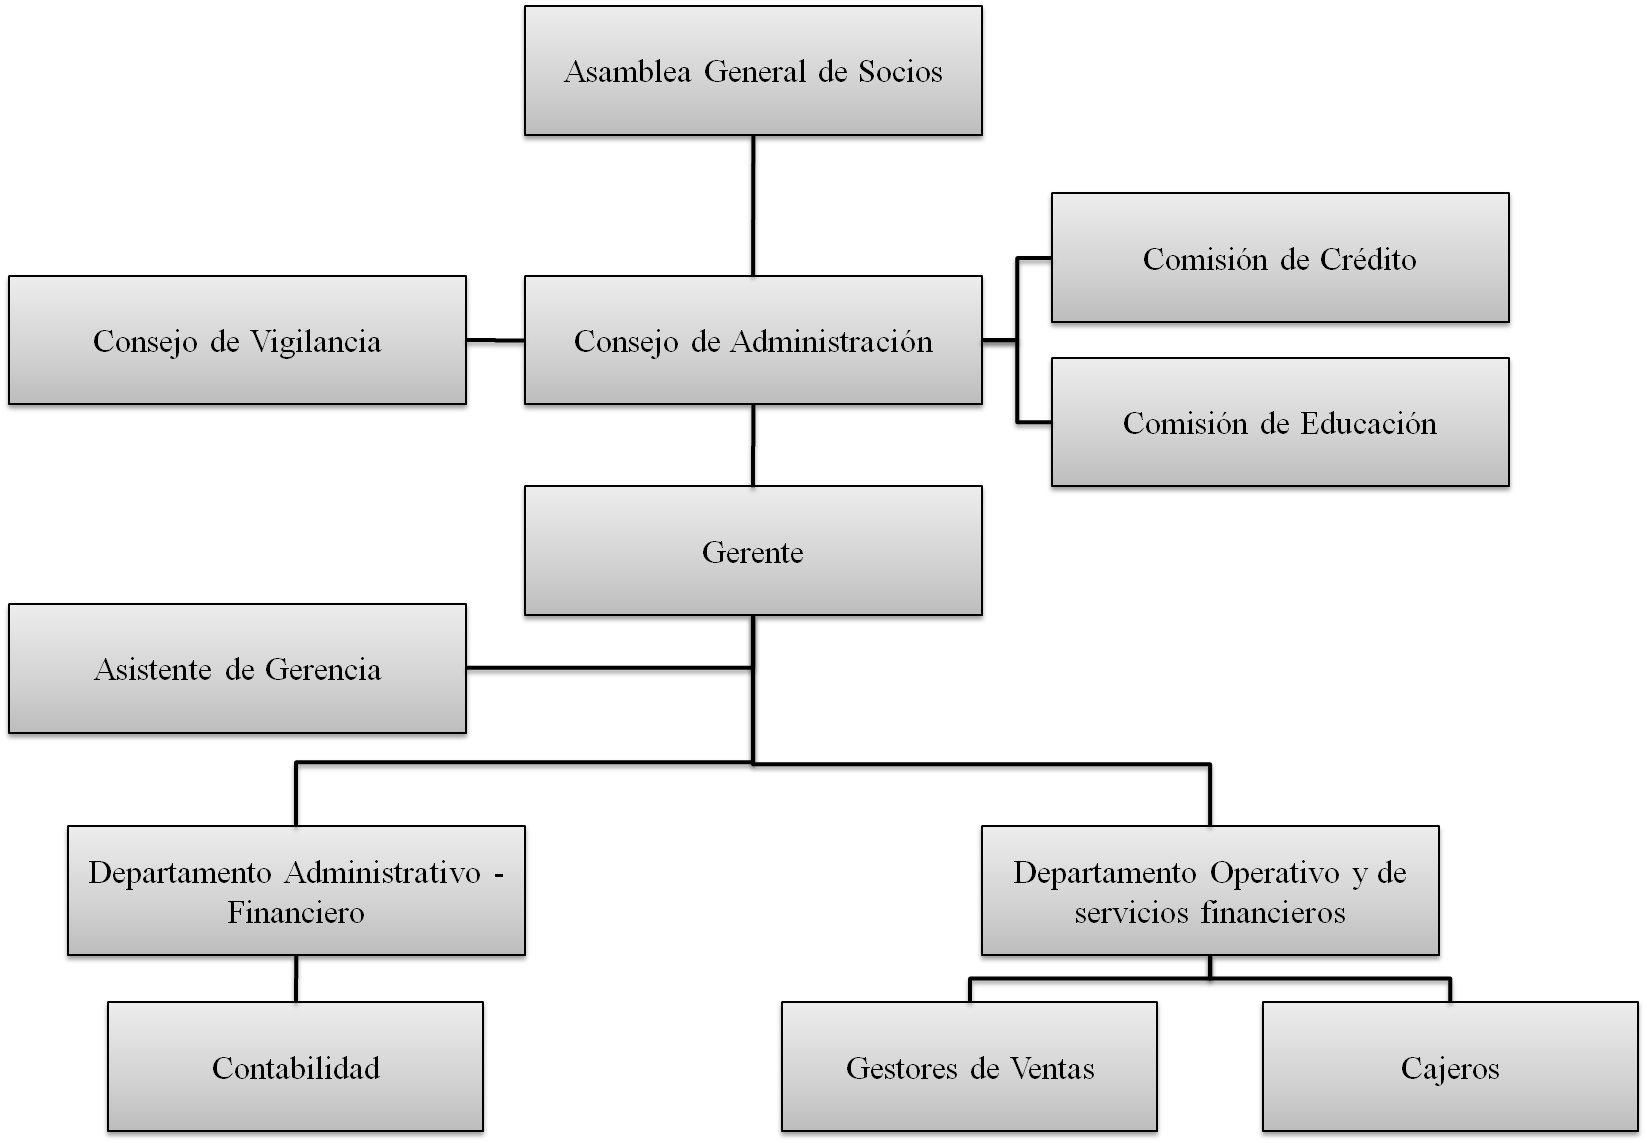 Asamblea General de Socios
Comisión de Crédito
Consejo de Vigilancia
Consejo de Administración
Comisión de Educación
Gerente
Asistente de Gerencia
Departamento Administrativo -
Financiero
Departamento Operativo y de
servicios financieros
Contabilidad
Gestores de Ventas
Cajeros